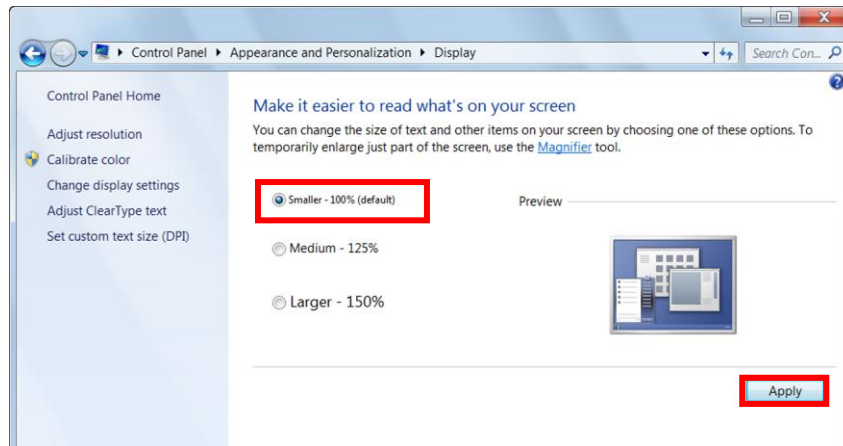 Control Panel Appearance and Personalization Display
Search Con...
Control Panel Home
Adjust resolution
Calibrate color
Change display settings
Adjust ClearType text
Set custom text size (DPI)
Make it easier to read what's on your screen
You can change the size of text and other items on your screen by choosing one of these options. To
temporarily enlarge just part of the screen, use the Magnifier tool.
Smaller - 100% (default)
Preview
Medium - 125%
Larger - 150%
Apply